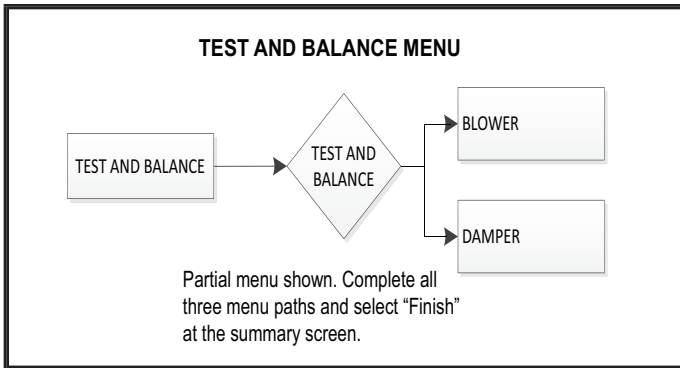 TEST AND BALANCE MENU
TEST AND BALANCE
TEST AND
BALANCE
BLOWER
DAMPER
Partial menu shown. Complete all
three menu paths and select “Finish”
at the summary screen.